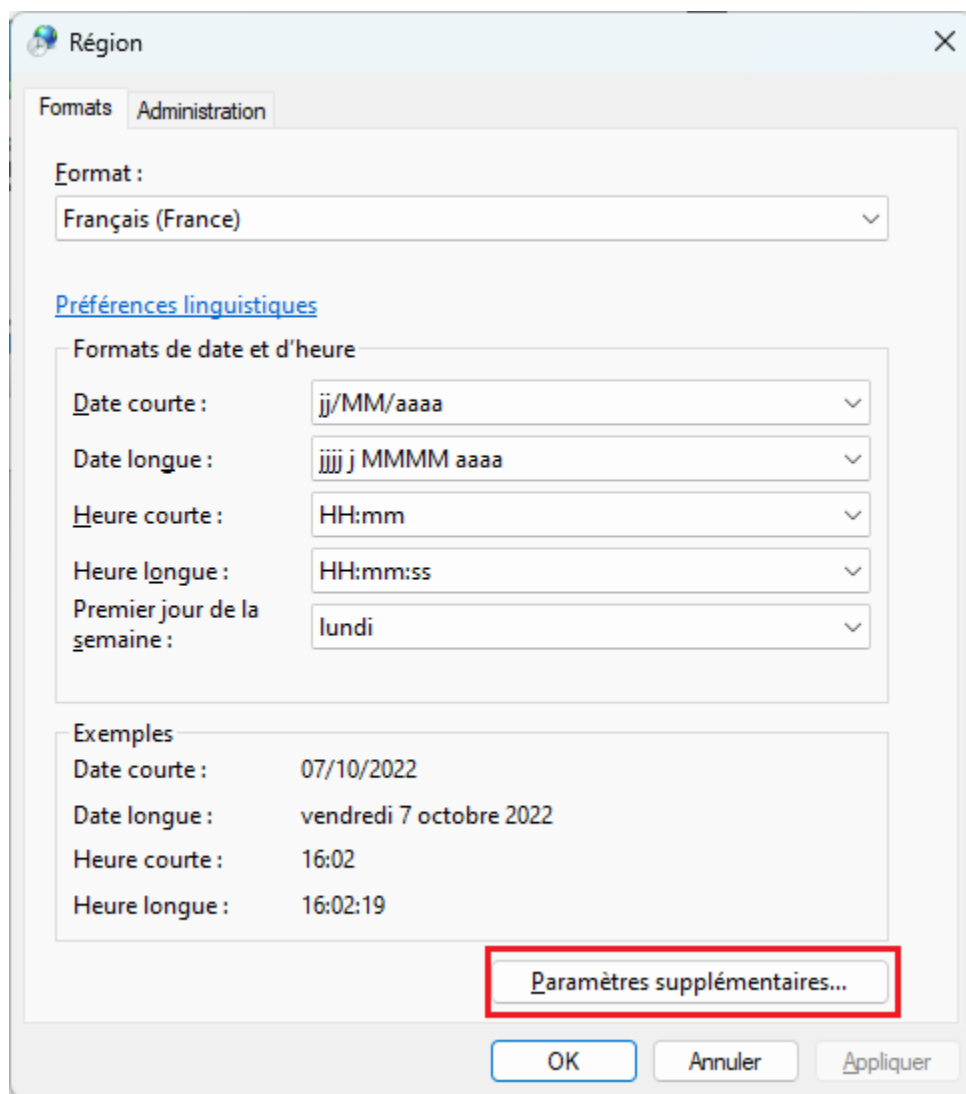 Région
Formats
Administration
Format :
Français (France)
Préférences linguistiques
Formats de date et d'heure
Date courte :
jj/MM/aaaa
Date longue :
jjjj j MMMM aaaa
Heure courte :
HH:mm
Heure longue :
HH:mm:ss
Premier jour de la
semaine :
lundi
Exemples
Date courte :
07/10/2022
Date longue :
vendredi 7 octobre 2022
Heure courte :
16:02
Heure longue :
16:02:19
Paramètres supplémentaires...
OK
Annuler
Appliquer